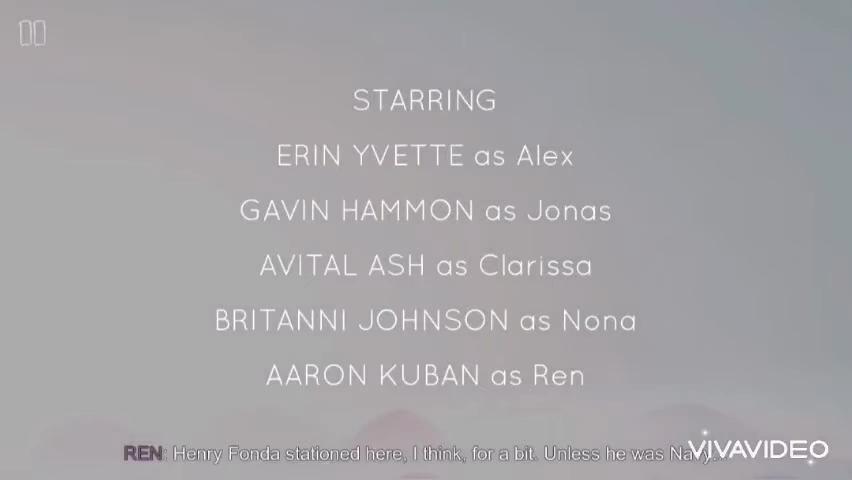 STARRING
ERIN YVETTE as Alex
GAVIN HAMMON as Jonas
AVITAL ASH as Clarissa
BRITANNI JOHNSON as Nona
AARON KUBAN as Ren
REN: Henry Fonda stationed here, I think, for a bit. Unless he was Navy...
VIVAVIDEO